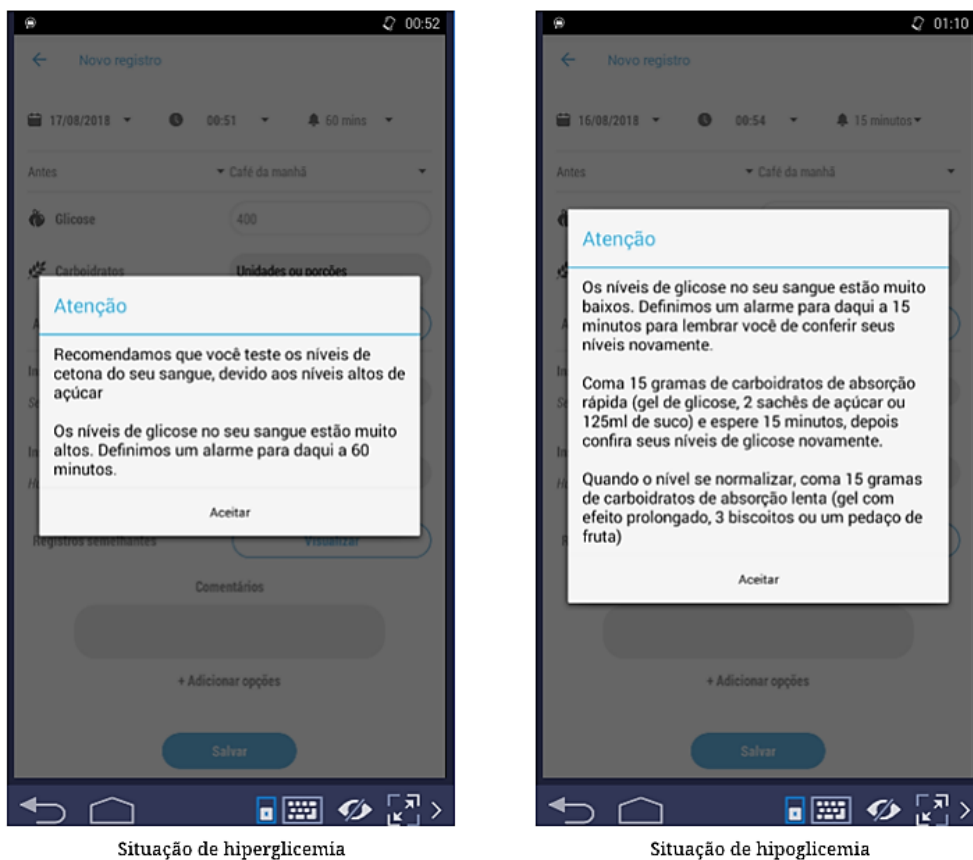 00:52
Novo registro
17/08/2018 00:51 60 mins
Antes Café da manhã
Glicose 400
Carboidratos Unidades ou porções
Atenção
Recomendamos que você teste os níveis de
cetona do seu sangue, devido aos níveis altos de
açúcar
Os níveis de glicose no seu sangue estão muito
altos. Definimos um alarme para daqui a 60
minutos.
Aceitar
Registros semelhantes Visualizar
Comentários
+ Adicionar opções
Salvar
Situação de hiperglicemia
01:10
Novo registro
16/08/2018 00:54 15 minutos
Antes Café da manhã
Atenção
Os níveis de glicose no seu sangue estão muito
baixos. Definimos um alarme para daqui a 15
minutos para lembrar você de conferir seus
níveis novamente.
Coma 15 gramas de carboidratos de absorção
rápida (gel de glicose, 2 sachês de açúcar ou
125ml de suco) e espere 15 minutos, depois
confira seus níveis de glicose novamente.
Quando o nível se normalizar, coma 15 gramas
de carboidratos de absorção lenta (gel com
efeito prolongado, 3 biscoitos ou um pedaço de
fruta)
Aceitar
+ Adicionar opções
Salvar
Situação de hipoglicemia